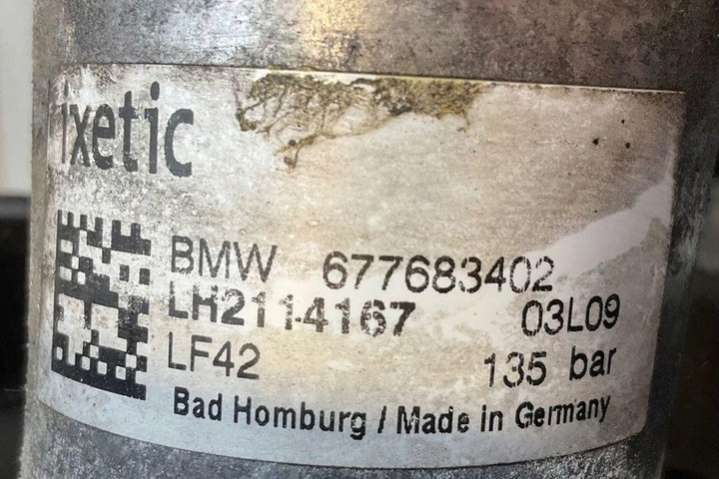 ixetic
BMW 677683402
LH2114167 03L09
LF42 135 bar
Bad Homburg / Made in Germany